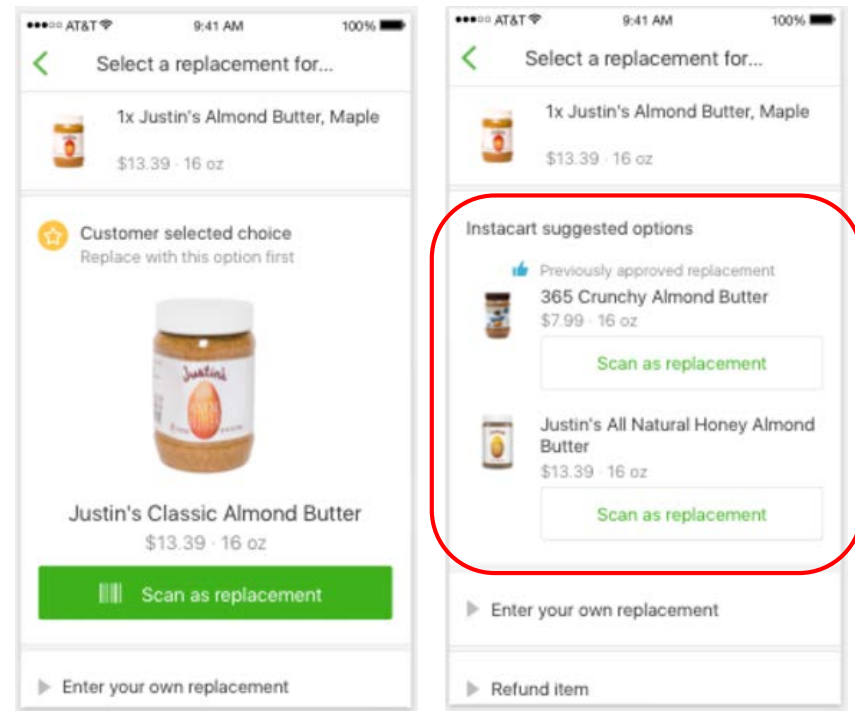 AT&T 9:41 AM 100%
Select a replacement for...
1x Justin's Almond Butter, Maple
$13.39 · 16 oz
Customer selected choice
Replace with this option first
Justin's
Justin's Classic Almond Butter
$13.39 · 16 oz
Scan as replacement
Enter your own replacement
AT&T 9:41 AM 100%
Select a replacement for...
1x Justin's Almond Butter, Maple
$13.39 · 16 oz
Instacart suggested options
Previously approved replacement
365 Crunchy Almond Butter
$7.99 · 16 oz
Scan as replacement
Justin's All Natural Honey Almond
Butter
$13.39 · 16 oz
Scan as replacement
Enter your own replacement
Refund item